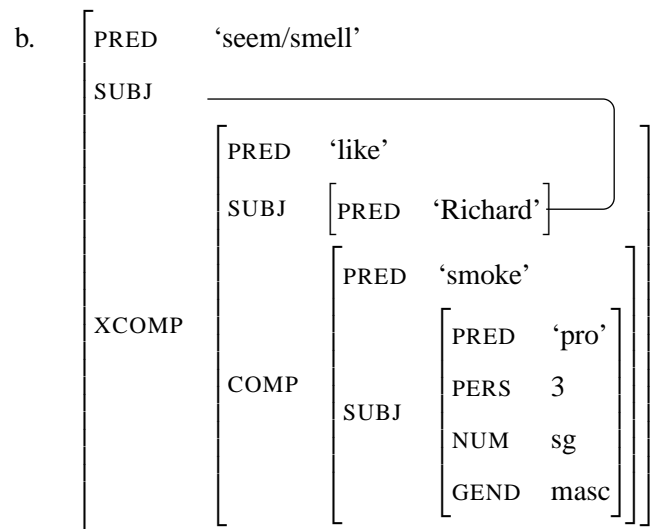 b. PRED ‘seem/smell’
SUBJ
PRED ‘like’
SUBJ PRED ‘Richard’
PRED ‘smoke’
XCOMP PRED ‘pro’
COMP PERS 3
SUBJ
NUM sg
GEND masc